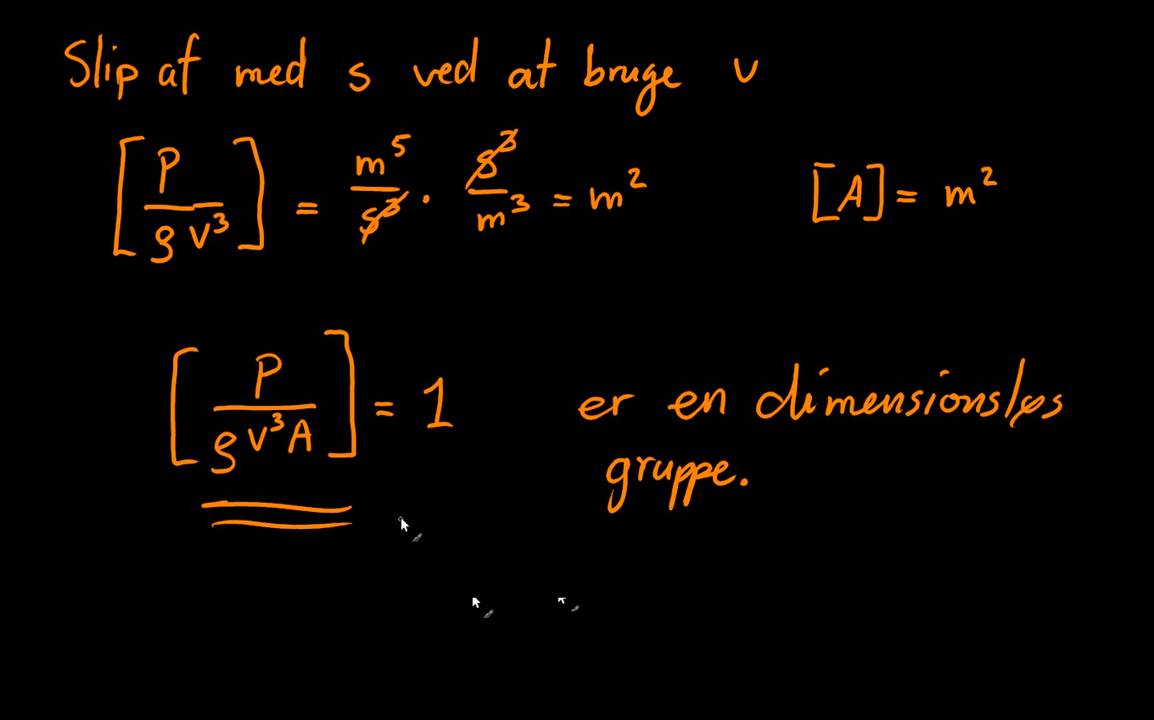 Slip af med s ved at bruge v
[P / ρv³] = m⁵/s³ · s³/m³ = m² [A] = m²
[P / ρv³A] = 1 er en dimensionsløs
gruppe.